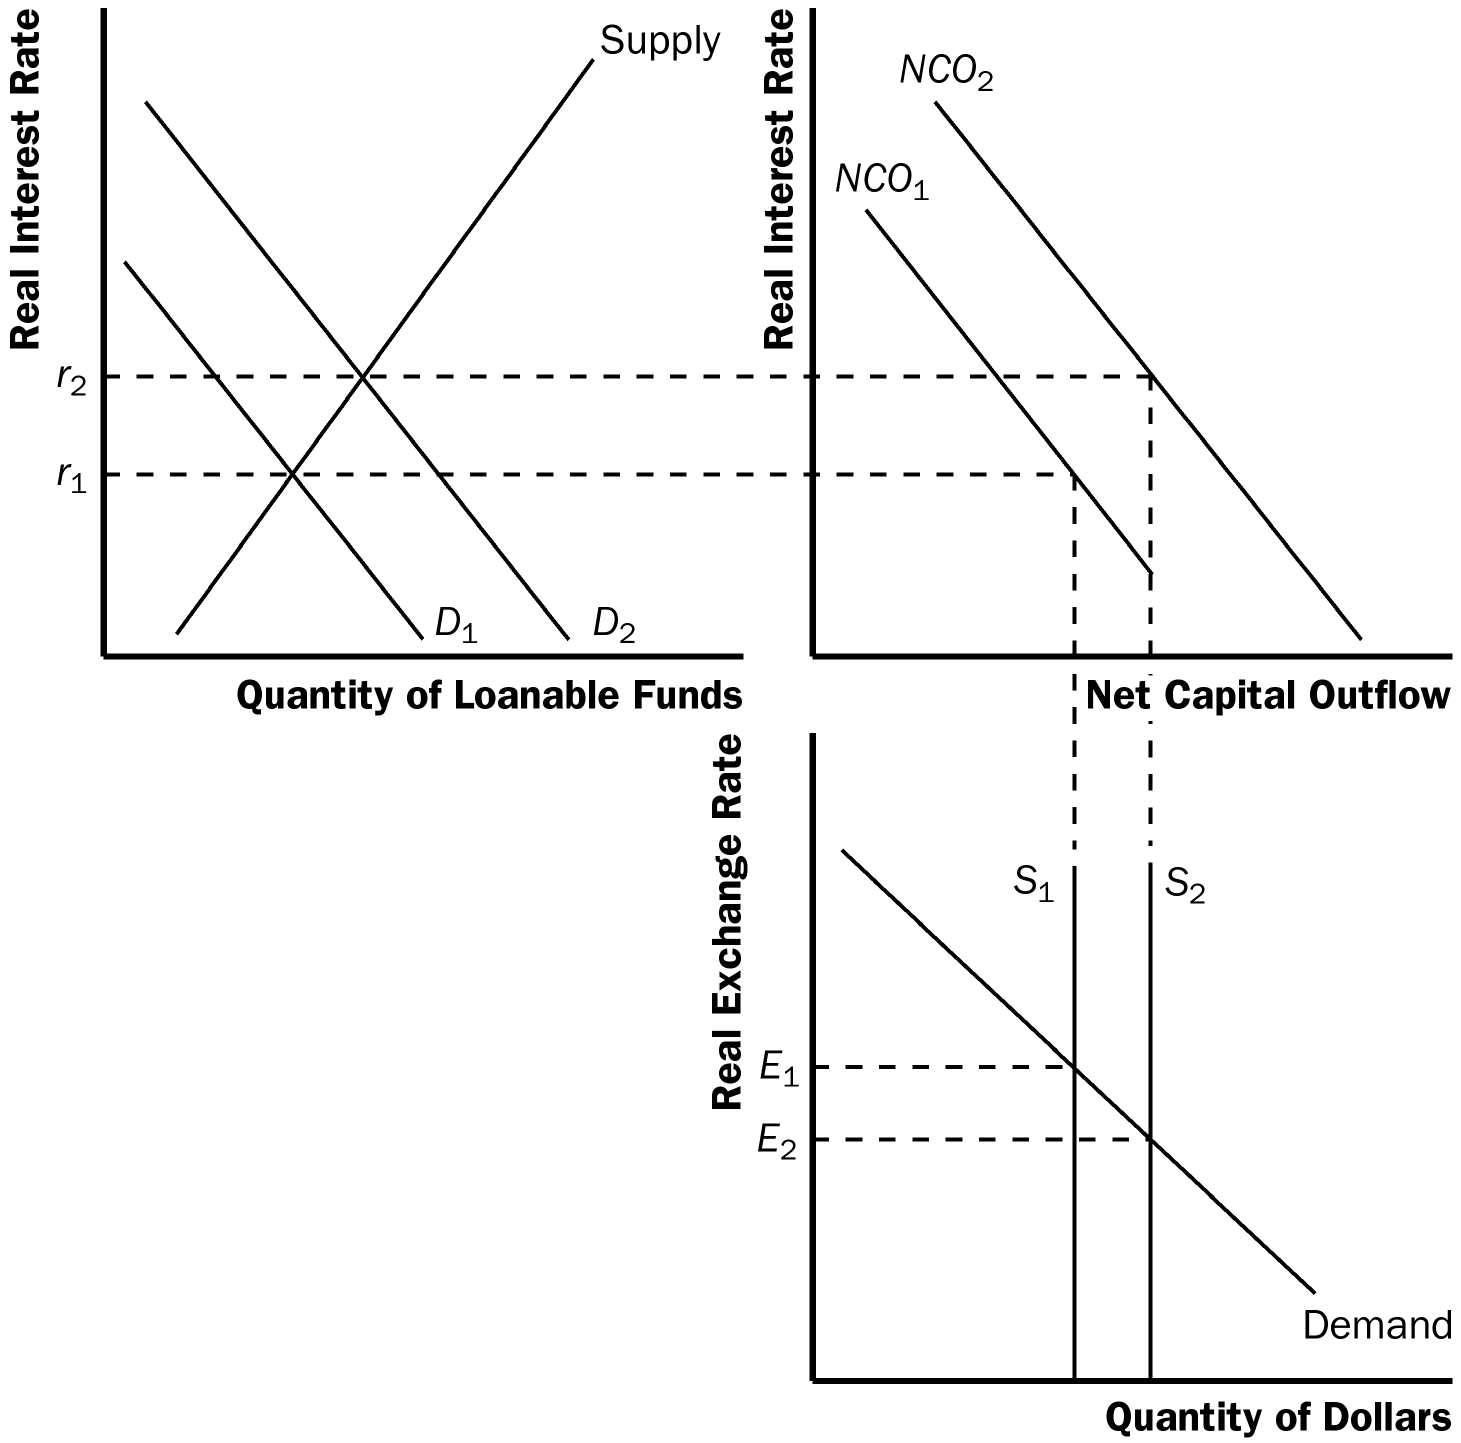 Real Interest Rate
Supply
r₂
r₁
D₁
D₂
Quantity of Loanable Funds
Real Interest Rate
NCO₂
NCO₁
Net Capital Outflow
Real Exchange Rate
S₁
S₂
E₁
E₂
Demand
Quantity of Dollars